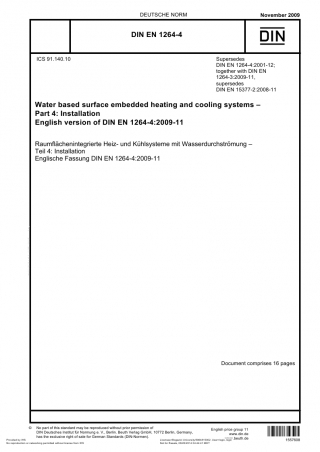 DEUTSCHE NORM
November 2009
DIN EN 1264-4
DIN
ICS 91.140.10
Supersedes
DIN EN 1264-4:2001-12;
together with DIN EN
1264-3:2009-11,
supersedes
DIN EN 15377-2:2008-11
Water based surface embedded heating and cooling systems –
Part 4: Installation
English version of DIN EN 1264-4:2009-11
Raumflächenintegrierte Heiz- und Kühlsysteme mit Wasserdurchströmung –
Teil 4: Installation
Englische Fassung DIN EN 1264-4:2009-11
Document comprises 16 pages
© No part of this standard may be reproduced without prior permission of
DIN Deutsches Institut für Normung e. V., Berlin. Beuth Verlag GmbH, 10772 Berlin, Germany,
has the exclusive right of sale for German Standards (DIN-Normen).
English price group 11
www.din.de
www.beuth.de